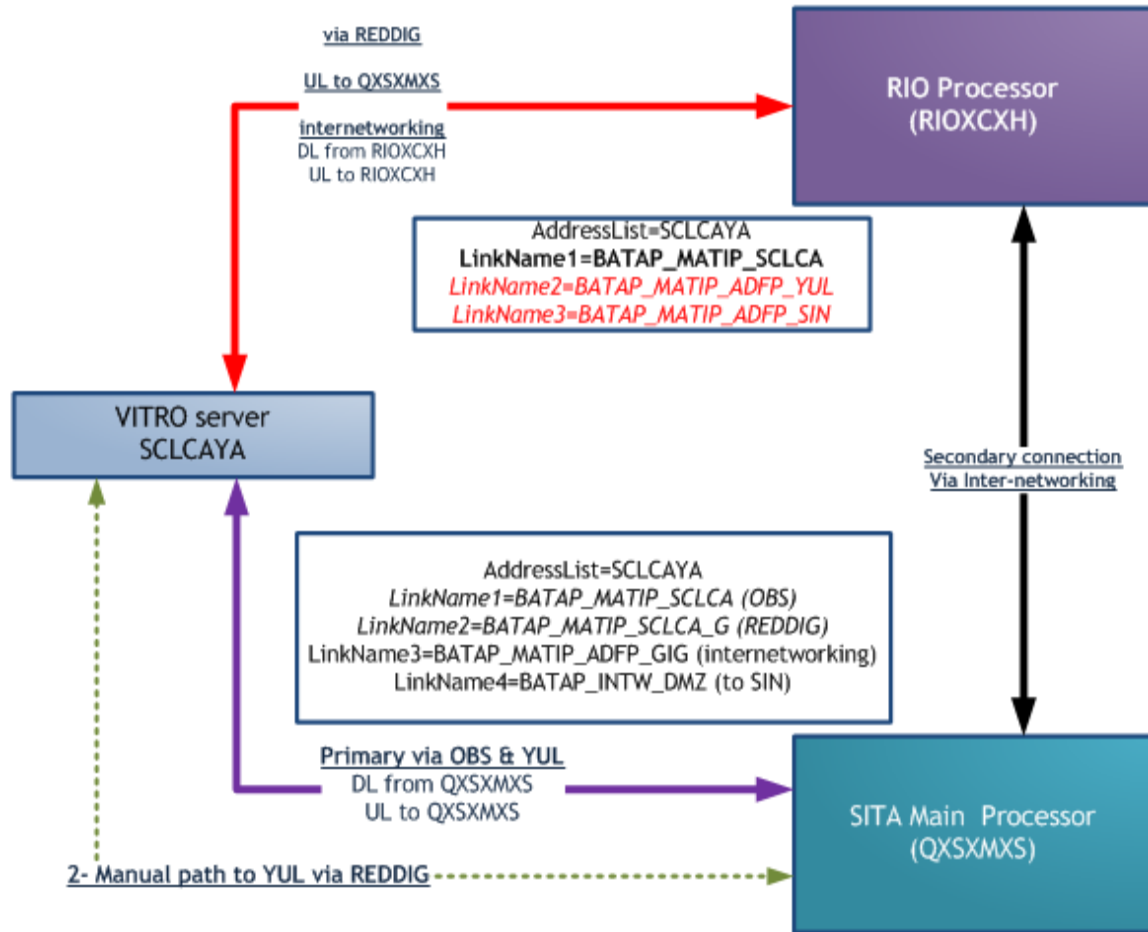 via REDDIG
UL to QXSXMXS
internetworking
DL from RIOXCXH
UL to RIOXCXH
RIO Processor
(RIOXCXH)
AddressList=SCLCAYA
LinkName1=BATAP_MATIP_SCLCA
LinkName2=BATAP_MATIP_ADFP_YUL
LinkName3=BATAP_MATIP_ADFP_SIN
VITRO server
SCLCAYA
Secondary connection
Via Inter-networking
AddressList=SCLCAYA
LinkName1=BATAP_MATIP_SCLCA (OBS)
LinkName2=BATAP_MATIP_SCLCA_G (REDDIG)
LinkName3=BATAP_MATIP_ADFP_GIG (internetworking)
LinkName4=BATAP_INTW_DMZ (to SIN)
Primary via OBS & YUL
DL from QXSXMXS
UL to QXSXMXS
SITA Main  Processor
(QXSXMXS)
2- Manual path to YUL via REDDIG